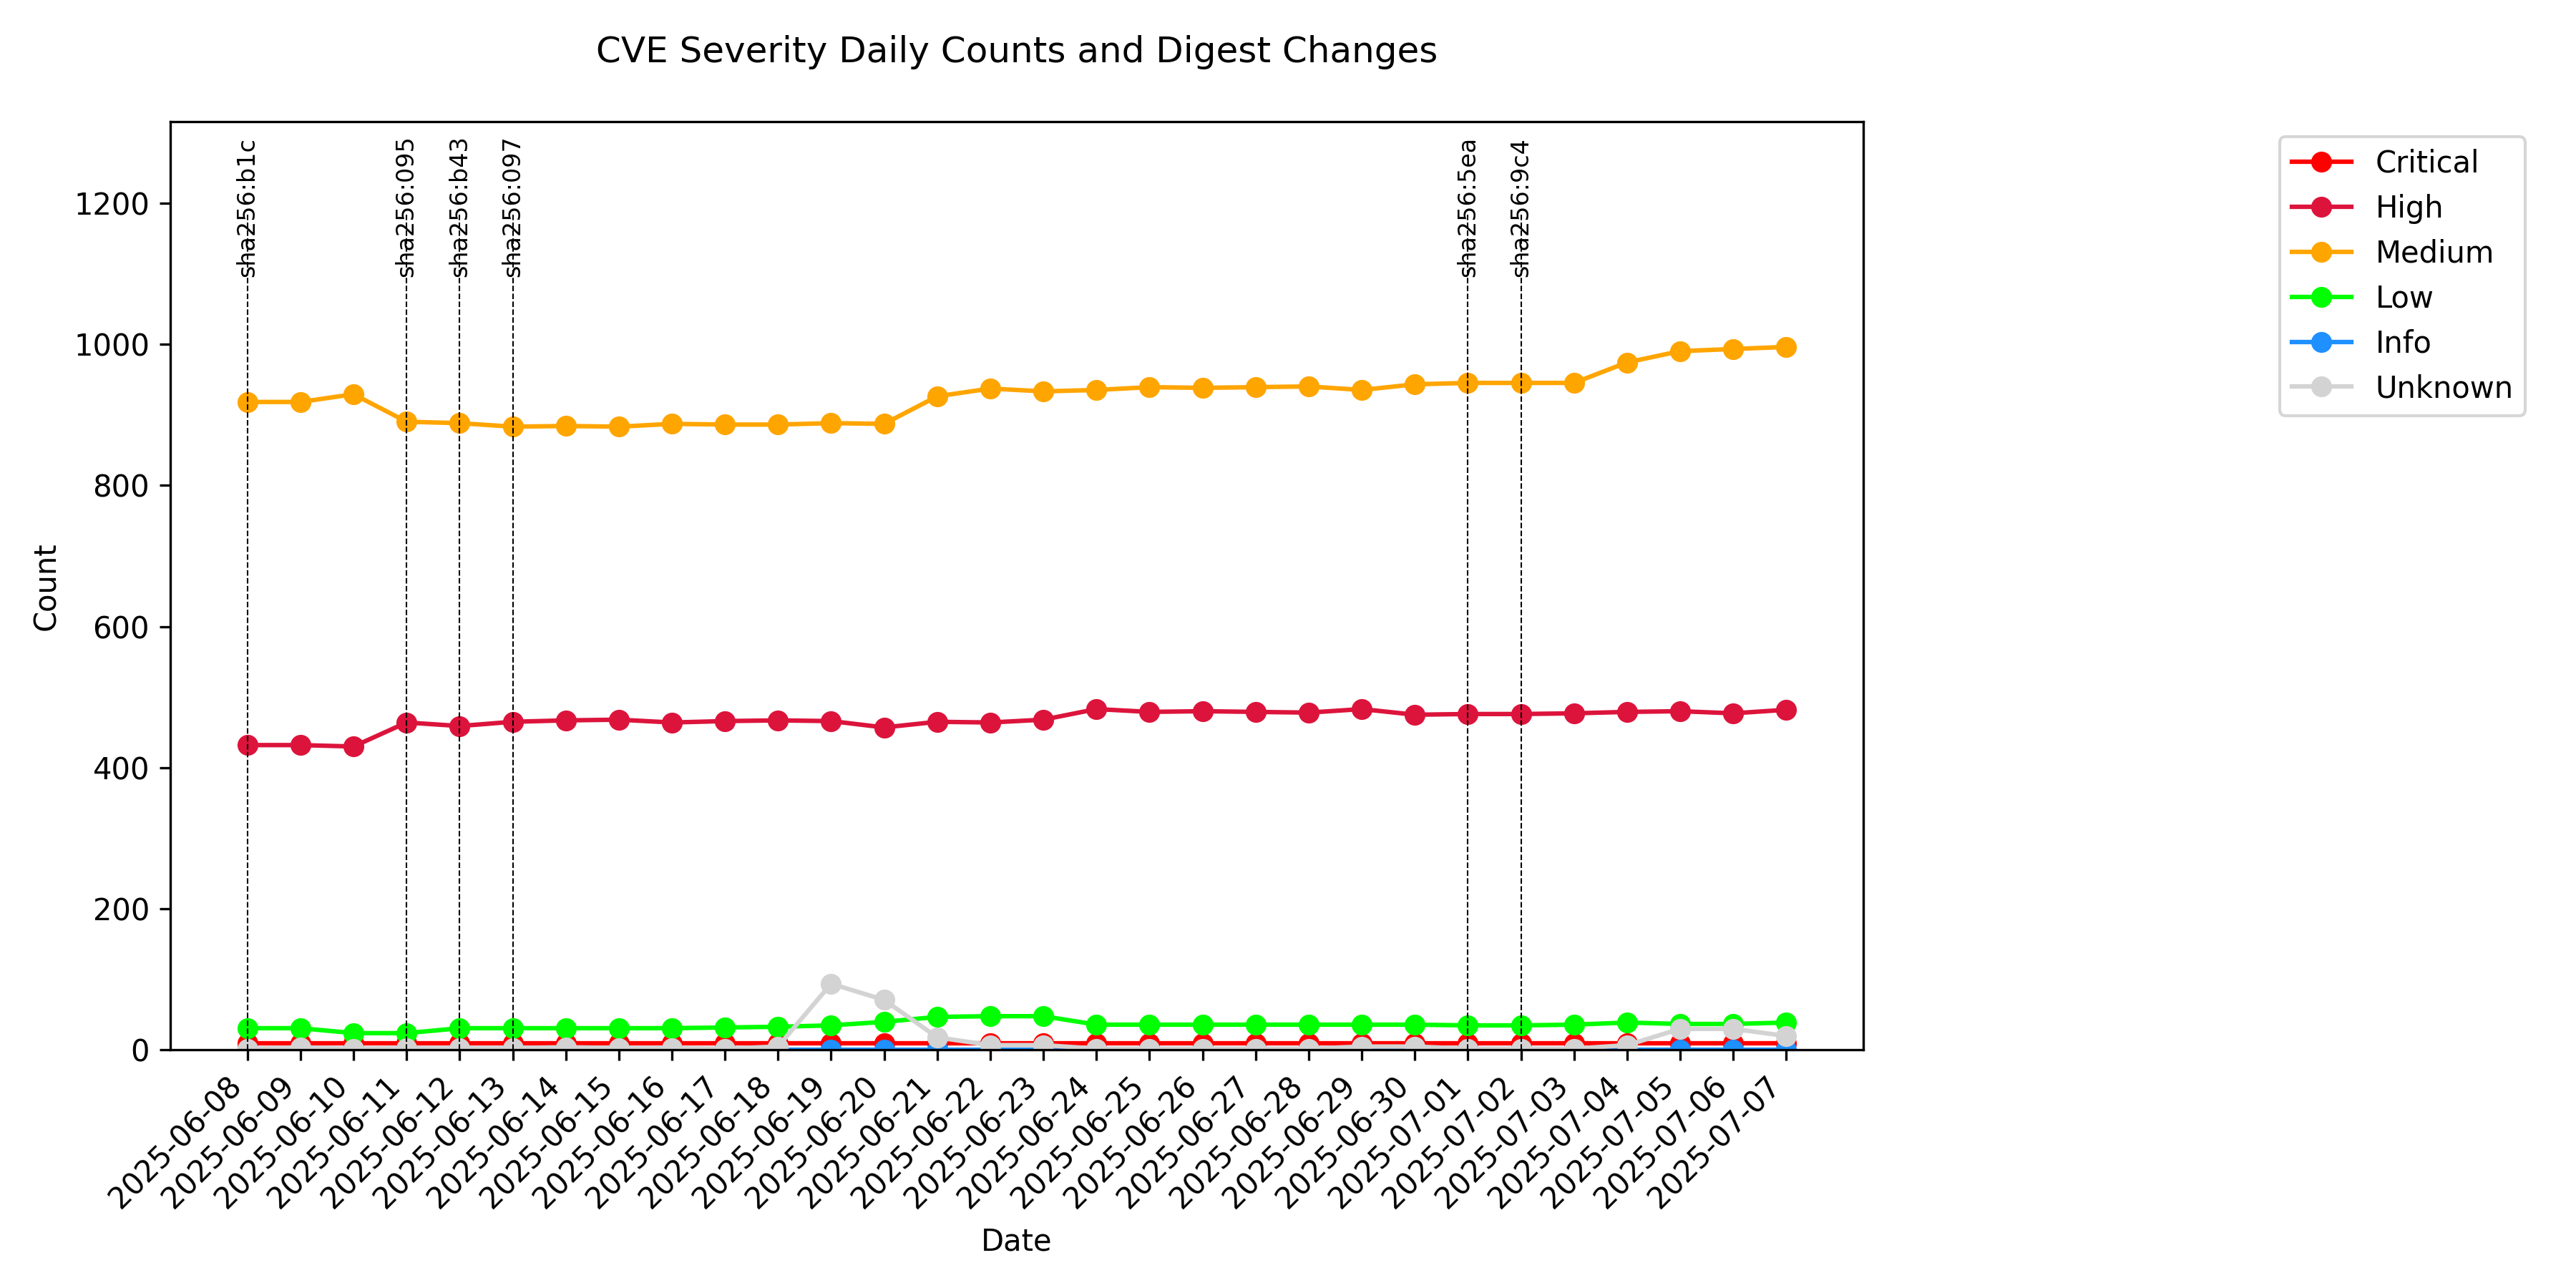 CVE Severity Daily Counts and Digest Changes
sha256:b1c
sha256:095
sha256:b43
sha256:097
sha256:5ea
sha256:9c4
Critical
High
Medium
Low
Info
Unknown
1200
1000
800
600
400
200
0
Count
2025-06-08
2025-06-09
2025-06-10
2025-06-11
2025-06-12
2025-06-13
2025-06-14
2025-06-15
2025-06-16
2025-06-17
2025-06-18
2025-06-19
2025-06-20
2025-06-21
2025-06-22
2025-06-23
2025-06-24
2025-06-25
2025-06-26
2025-06-27
2025-06-28
2025-06-29
2025-06-30
2025-07-01
2025-07-02
2025-07-03
2025-07-04
2025-07-05
2025-07-06
2025-07-07
Date